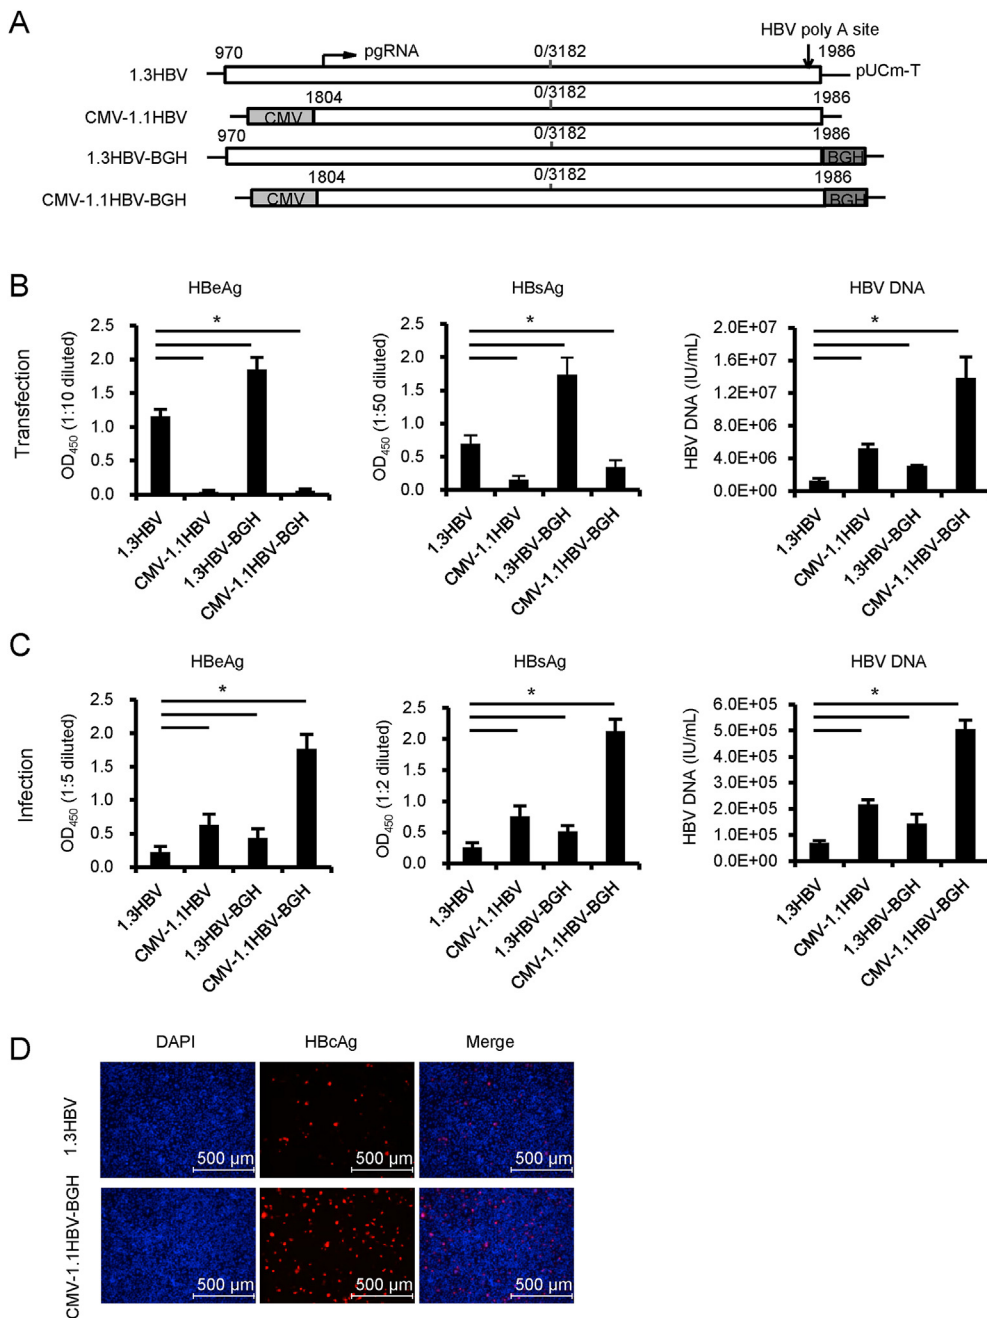 A
HBV poly A site
970
pgRNA
0/3182
1986
1.3HBV
pUCm-T
1804
0/3182
1986
CMV-1.1HBV
CMV
970
0/3182
1986
1.3HBV-BGH
BGH
1804
0/3182
1986
CMV-1.1HBV-BGH
CMV
BGH
B
Transfection
HBeAg
OD450 (1:10 diluted)
2.5
2.0
1.5
1.0
0.5
0.0
*
1.3HBV
CMV-1.1HBV
1.3HBV-BGH
CMV-1.1HBV-BGH
HBsAg
OD450 (1:50 diluted)
2.5
2.0
1.5
1.0
0.5
0.0
*
1.3HBV
CMV-1.1HBV
1.3HBV-BGH
CMV-1.1HBV-BGH
HBV DNA
HBV DNA (IU/mL)
2.0E+07
1.6E+07
1.2E+07
8.0E+06
4.0E+06
0.0E+00
*
1.3HBV
CMV-1.1HBV
1.3HBV-BGH
CMV-1.1HBV-BGH
C
Infection
HBeAg
OD450 (1:5 diluted)
2.5
2.0
1.5
1.0
0.5
0.0
*
1.3HBV
CMV-1.1HBV
1.3HBV-BGH
CMV-1.1HBV-BGH
HBsAg
OD450 (1:2 diluted)
2.5
2.0
1.5
1.0
0.5
0.0
*
1.3HBV
CMV-1.1HBV
1.3HBV-BGH
CMV-1.1HBV-BGH
HBV DNA
HBV DNA (IU/mL)
6.0E+05
5.0E+05
4.0E+05
3.0E+05
2.0E+05
1.0E+05
0.0E+00
*
1.3HBV
CMV-1.1HBV
1.3HBV-BGH
CMV-1.1HBV-BGH
D
DAPI
HBcAg
Merge
1.3HBV
500 µm
500 µm
500 µm
CMV-1.1HBV-BGH
500 µm
500 µm
500 µm